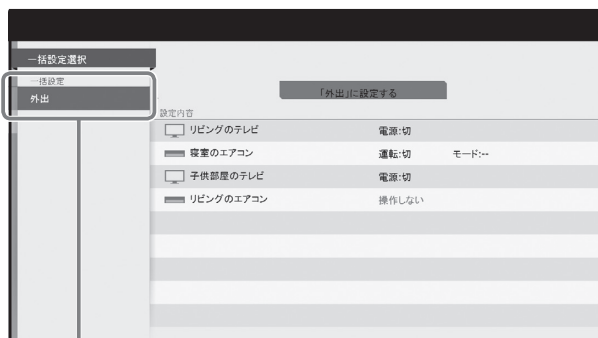 一括設定選択
一括設定
外出
「外出」に設定する
設定内容
リビングのテレビ 電源:切
寝室のエアコン 運転:切 モード:--
子供部屋のテレビ 電源:切
リビングのエアコン 操作しない